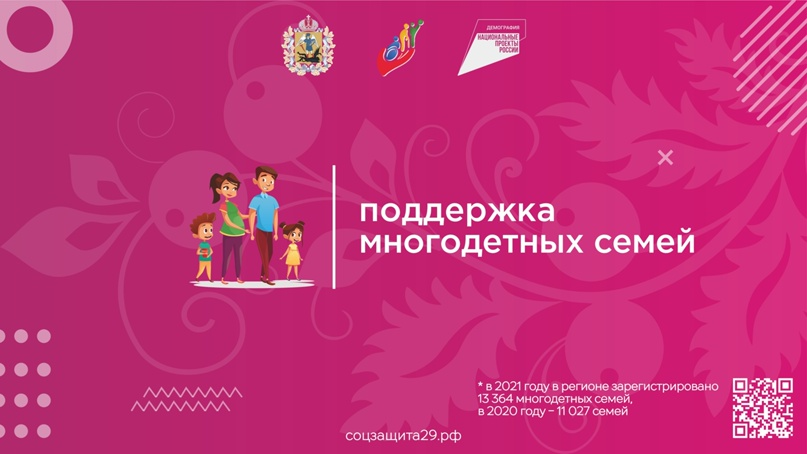 ДЕМОГРАФИЯ
НАЦИОНАЛЬНЫЕ
ПРОЕКТЫ
РОССИИ
поддержка
многодетных семей
* в 2021 году в регионе зарегистрировано
13 364 многодетных семей,
в 2020 году – 11 027 семей
соцзащита29.рф